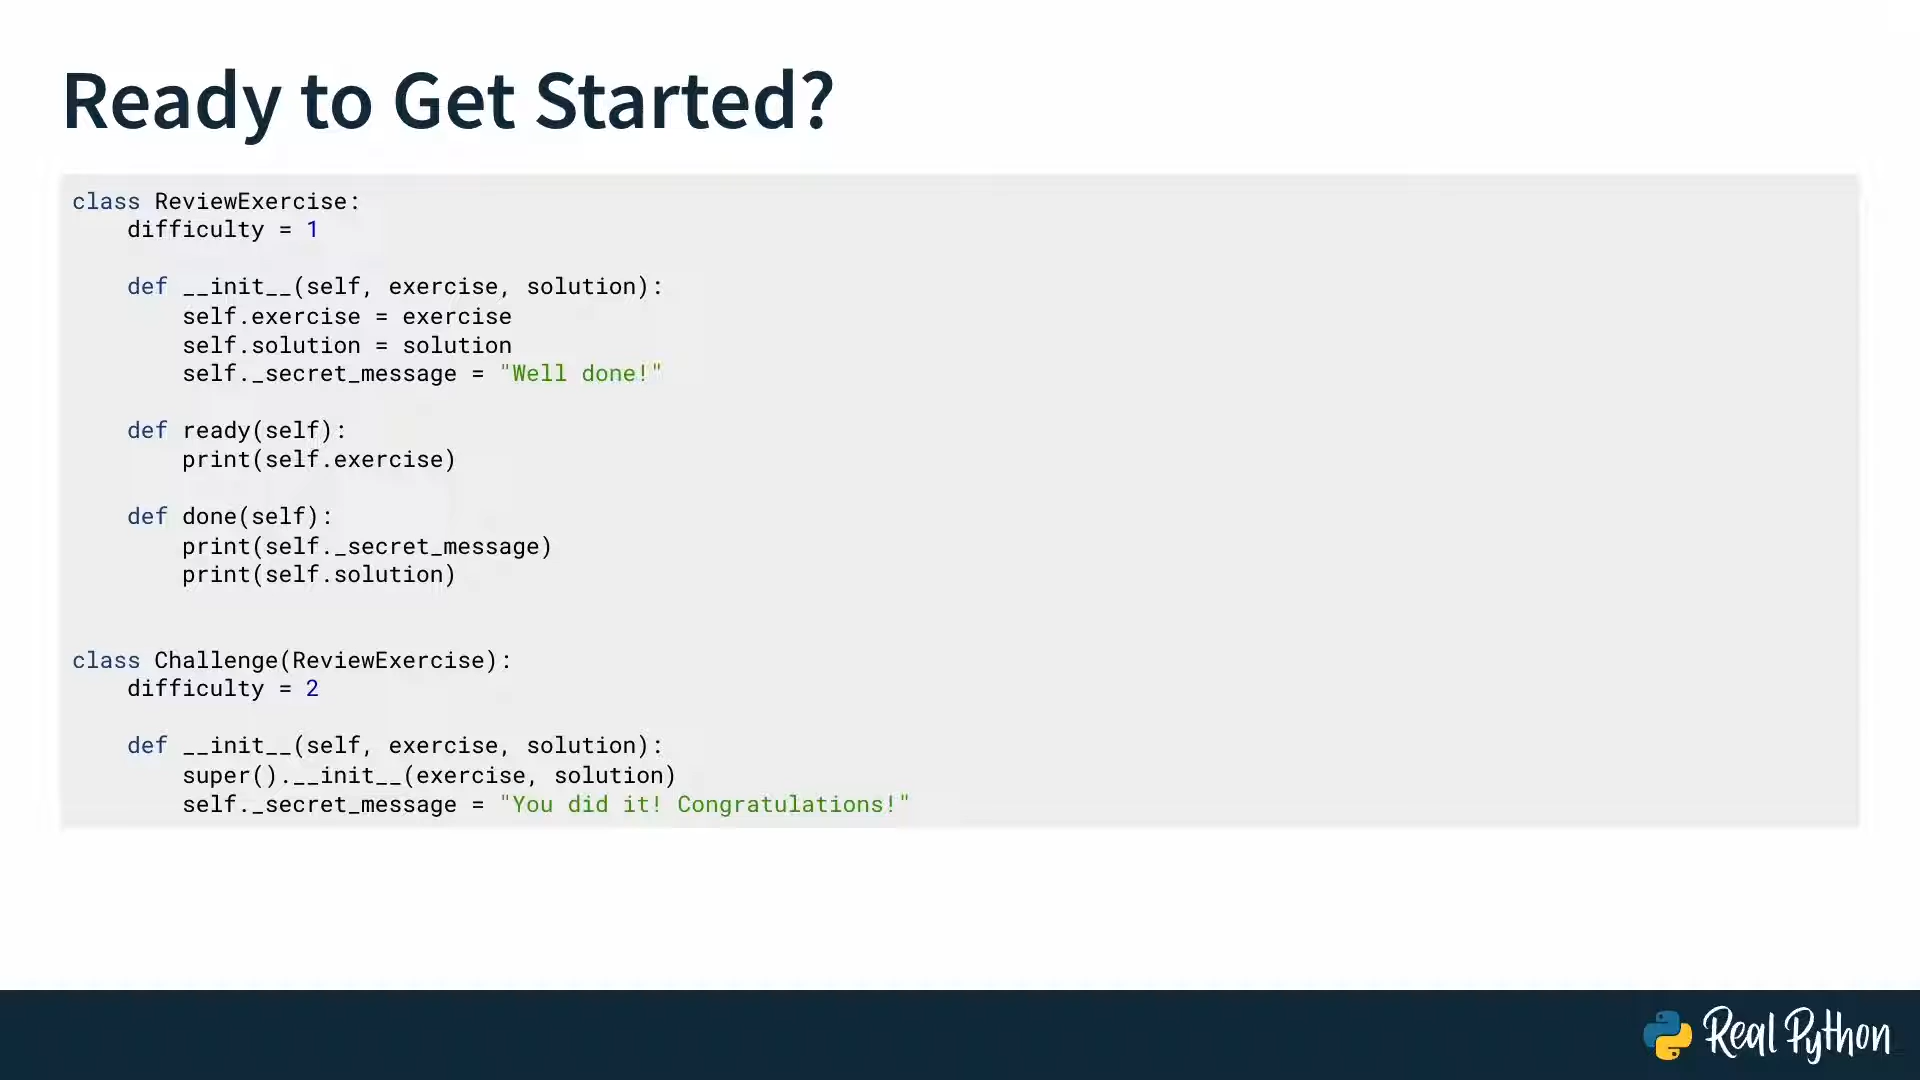 Ready to Get Started?
class ReviewExercise:
    difficulty = 1
    def __init__(self, exercise, solution):
        self.exercise = exercise
        self.solution = solution
        self._secret_message = "Well done!"
    def ready(self):
        print(self.exercise)
    def done(self):
        print(self._secret_message)
        print(self.solution)
class Challenge(ReviewExercise):
    difficulty = 2
    def __init__(self, exercise, solution):
        super().__init__(exercise, solution)
        self._secret_message = "You did it! Congratulations!"
Real Python